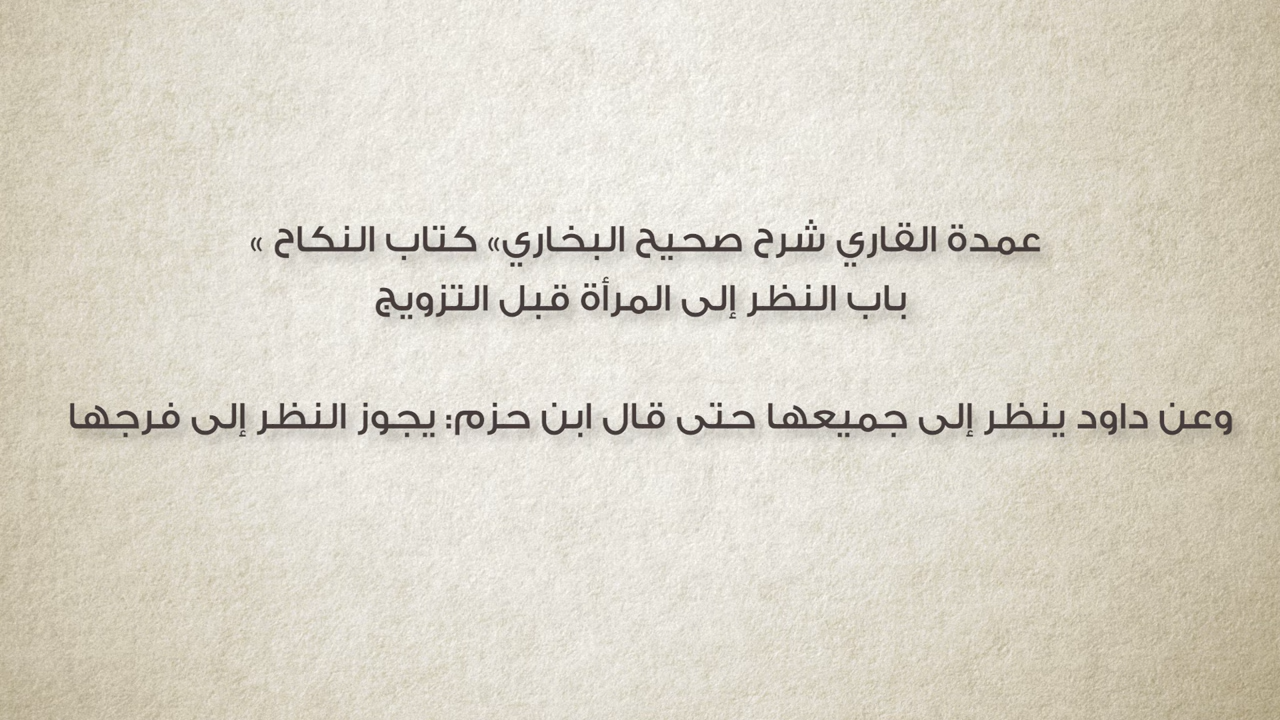 عمدة القاري شرح صحيح البخاري» كتاب النكاح »
باب النظر إلى المرأة قبل التزويج
وعن داود ينظر إلى جميعها حتى قال ابن حزم: يجوز النظر إلى فرجها